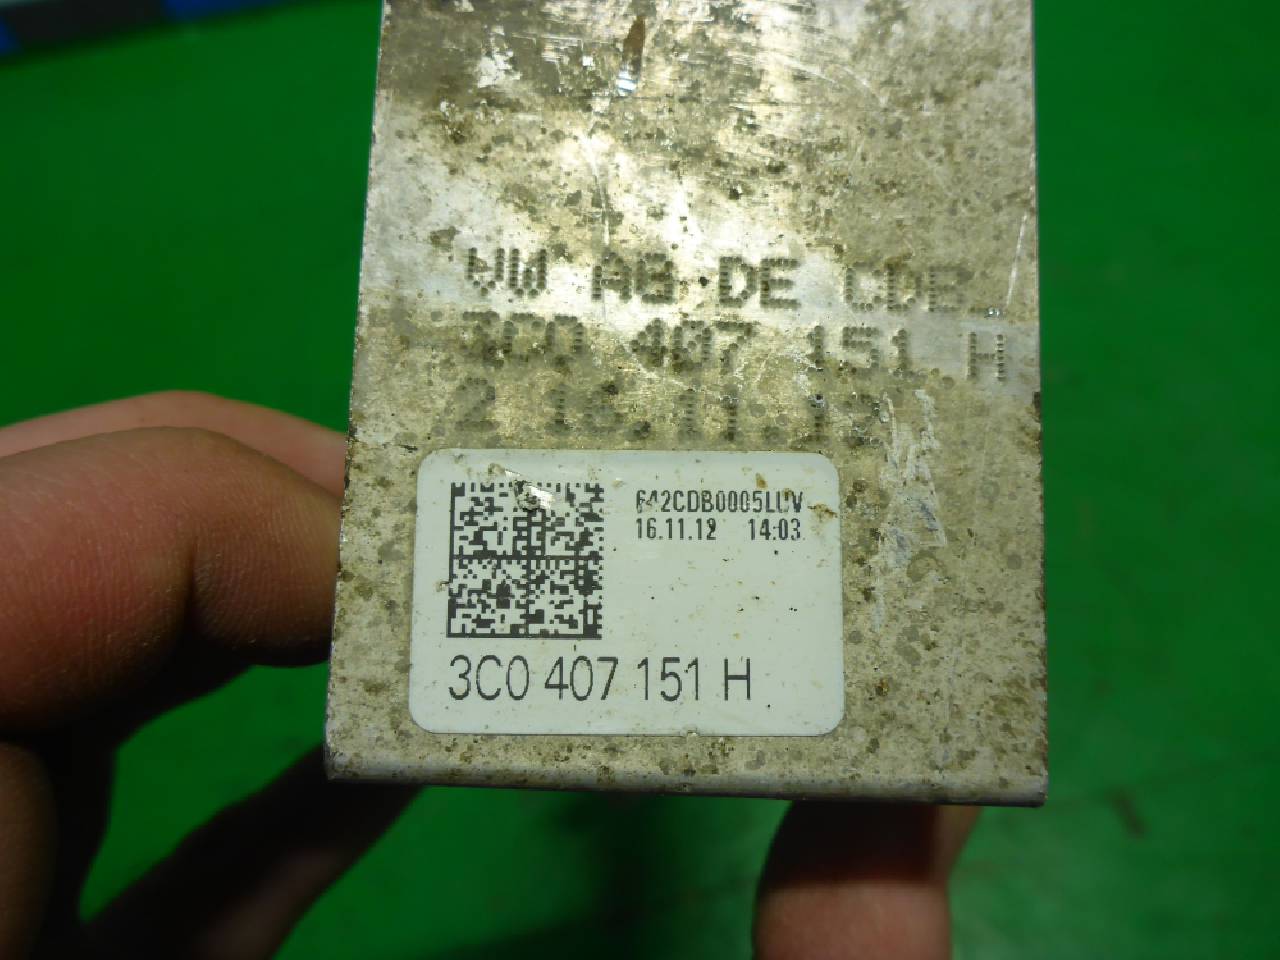 VW AB DE CDB
3C0 407 151 H
2 16.11.12
642CDB0005LUV
16.11.12 14:03
3C0 407 151 H